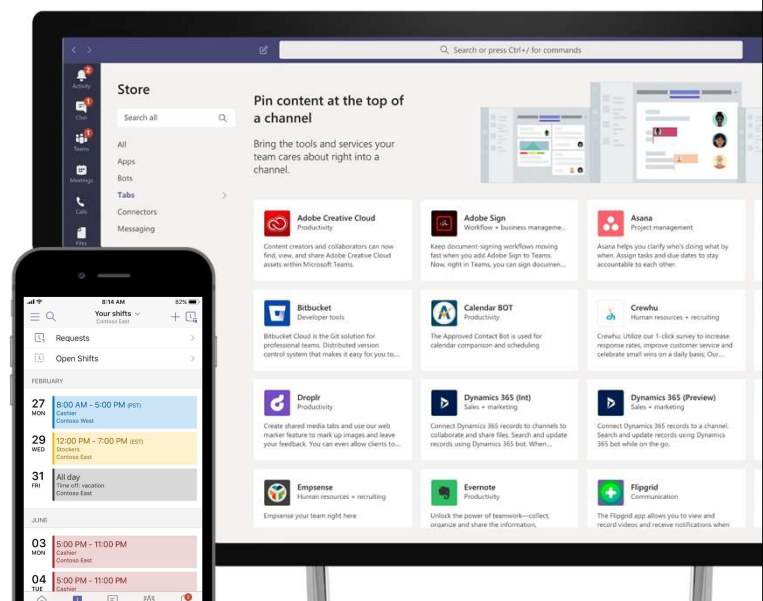 Search or press Ctrl+/ for commands
2
Activity
1
Chat
1
Teams
Meetings
Calls
Files
Store
Search all
All
Apps
Bots
Tabs
Connectors
Messaging
Pin content at the top of
a channel
Bring the tools and services your
team cares about right into a
channel.
Adobe Creative Cloud
Productivity
Content creators and collaborators can now
find, view, and share Adobe Creative Cloud
assets within Microsoft Teams.
Adobe Sign
Workflow + business manageme...
Keep document-signing workflows moving
fast when you add Adobe Sign to Teams.
Now, right in Teams, you can sign documen...
Asana
Project management
Asana helps you clarify who's doing what by
when. Assign tasks and due dates to stay
accountable to each other.
Bitbucket
Developer tools
Bitbucket Cloud is the Git solution for
professional teams. Distributed version
control system that makes it easy for you to...
Calendar BOT
Productivity
The Approved Contact Bot is used for
calendar comparison and scheduling
ch
Crewhu
Human resources + recruiting
Crewhu: Utilize our 1-click survey to increase
response rates, improve customer service and
celebrate small wins on a daily basis; Our...
Droplr
Productivity
Create shared media tabs and use our web
marker feature to mark up images and leave
your feedback. You can even allow clients to...
Dynamics 365 (Int)
Sales + marketing
Connect Dynamics 365 records to channels to
collaborate and share files. Search and update
records using Dynamics 365 bot. When...
Dynamics 365 (Preview)
Sales + marketing
Connect Dynamics 365 records to a channel.
Search and update records using Dynamics
365 bot while on the go.
Empsense
Human resources + recruiting
Empsense your team right here
Evernote
Productivity
Unlock the power of teamwork—collect,
organize and share the information,
Flipgrid
Communication
The Flipgrid app allows you to view and
record videos and receive notifications when
8:14 AM
82%
Your shifts
Contoso East
Requests
Open Shifts
FEBRUARY
27
MON
8:00 AM - 5:00 PM (PST)
Cashier
Contoso West
29
WED
12:00 PM - 7:00 PM (EST)
Stockers
Contoso East
31
FRI
All day
Time off: vacation
Contoso East
JUNE
03
MON
5:00 PM - 11:00 PM
Cashier
Contoso East
04
TUE
5:00 PM - 11:00 PM
Cashier